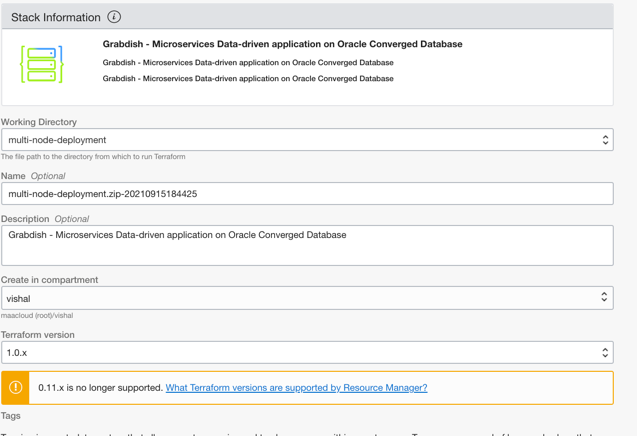 Stack Information
Grabdish - Microservices Data-driven application on Oracle Converged Database
Grabdish - Microservices Data-driven application on Oracle Converged Database
Grabdish - Microservices Data-driven application on Oracle Converged Database
Working Directory
multi-node-deployment
The file path to the directory from which to run Terraform
Name Optional
multi-node-deployment.zip-20210915184425
Description Optional
Grabdish - Microservices Data-driven application on Oracle Converged Database
Create in compartment
vishal
maacloud (root)/vishal
Terraform version
1.0.x
0.11.x is no longer supported. What Terraform versions are supported by Resource Manager?
Tags